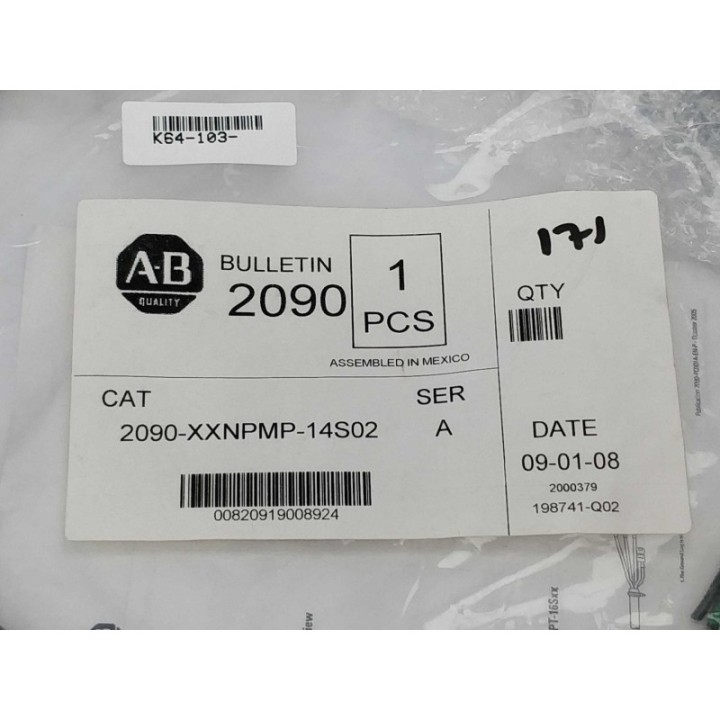 K64-103-
A-B
QUALITY
BULLETIN
2090
1
PCS
ASSEMBLED IN MEXICO
171
QTY
CAT
SER
2090-XXNPMP-14S02
A
00820919008924
DATE
09-01-08
2000379
198741-Q02